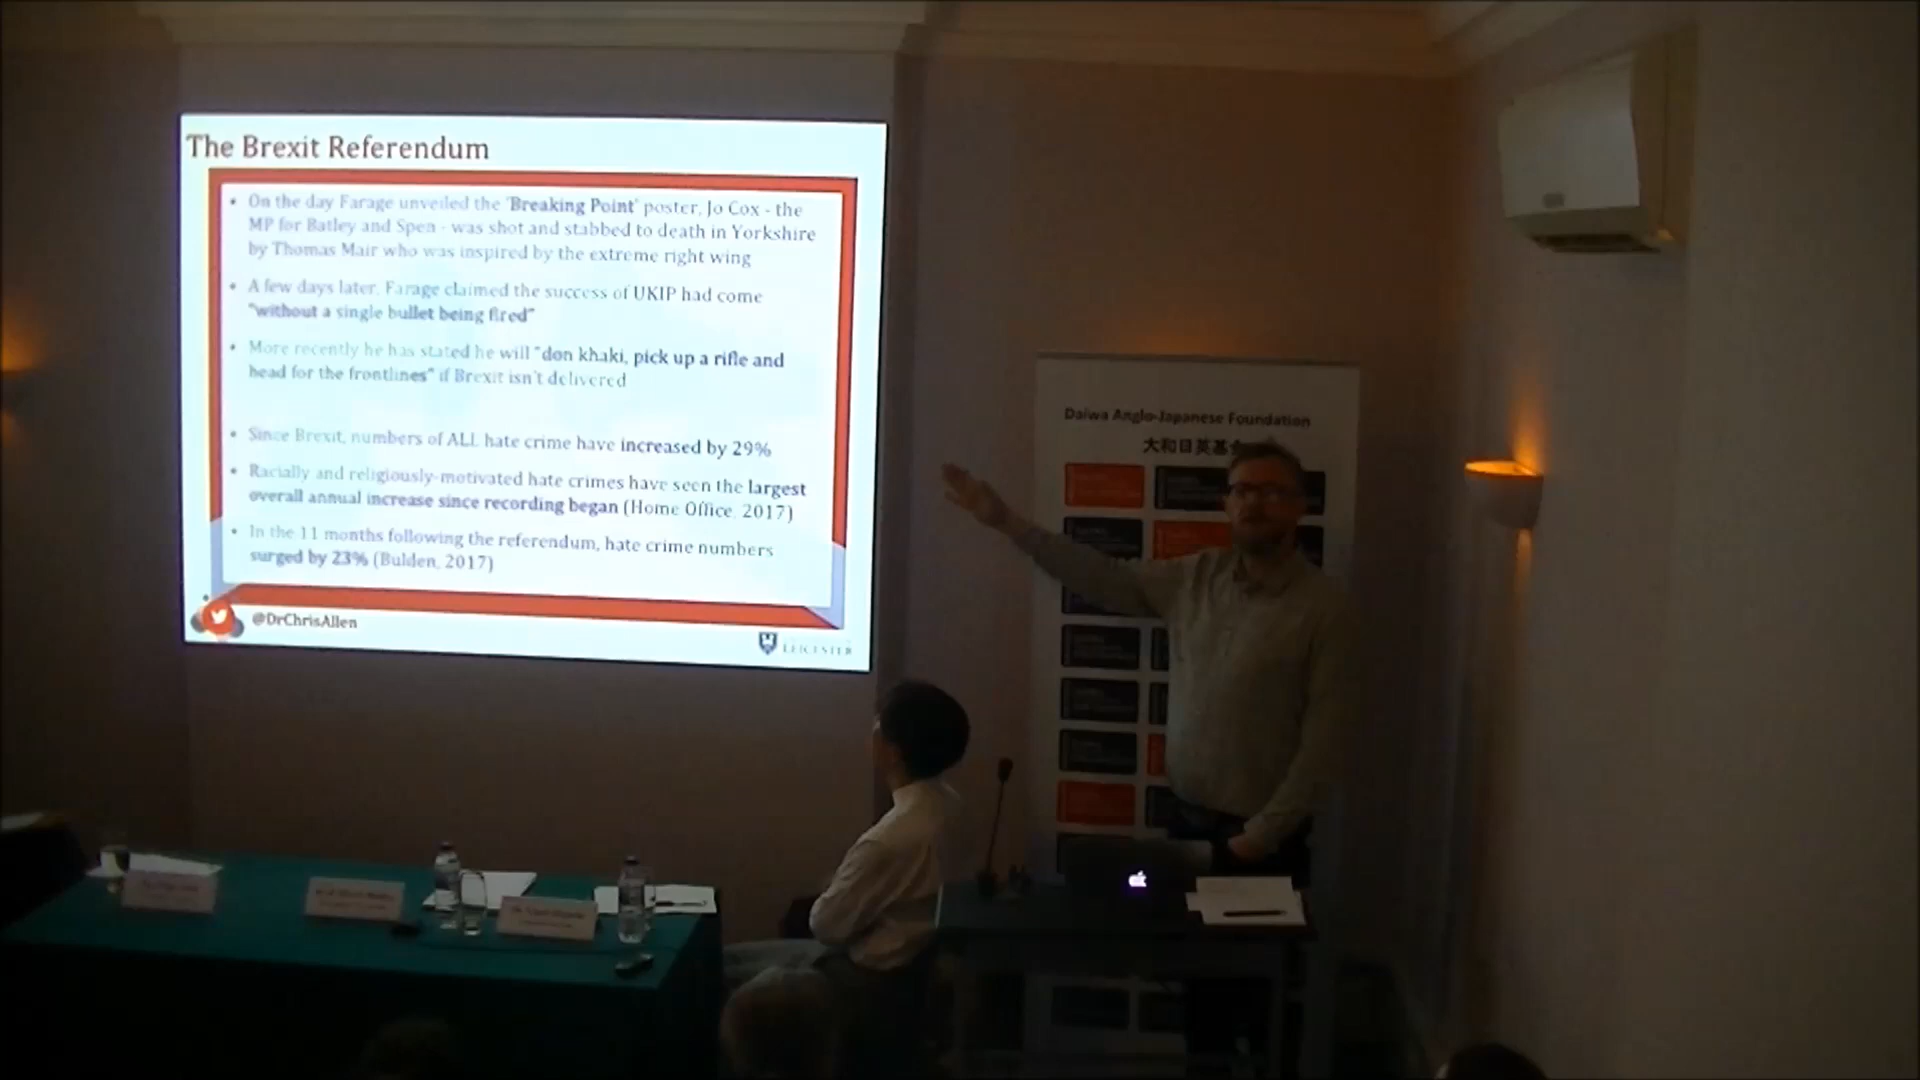 The Brexit Referendum
• On the day Farage unveiled the 'Breaking Point' poster, Jo Cox - the
MP for Batley and Spen - was shot and stabbed to death in Yorkshire
by Thomas Mair who was inspired by the extreme right wing
• A few days later, Farage claimed the success of UKIP had come
"without a single bullet being fired"
• More recently he has stated he will "don khaki, pick up a rifle and
head for the frontlines" if Brexit isn't delivered
• Since Brexit, numbers of ALL hate crime have increased by 29%
• Racially and religiously-motivated hate crimes have seen the largest
overall annual increase since recording began (Home Office, 2017)
• In the 11 months following the referendum, hate crime numbers
surged by 23% (Bulden, 2017)
@DrChrisAllen
LEICESTER
Daiwa Anglo-Japanese Foundation
大和日英基